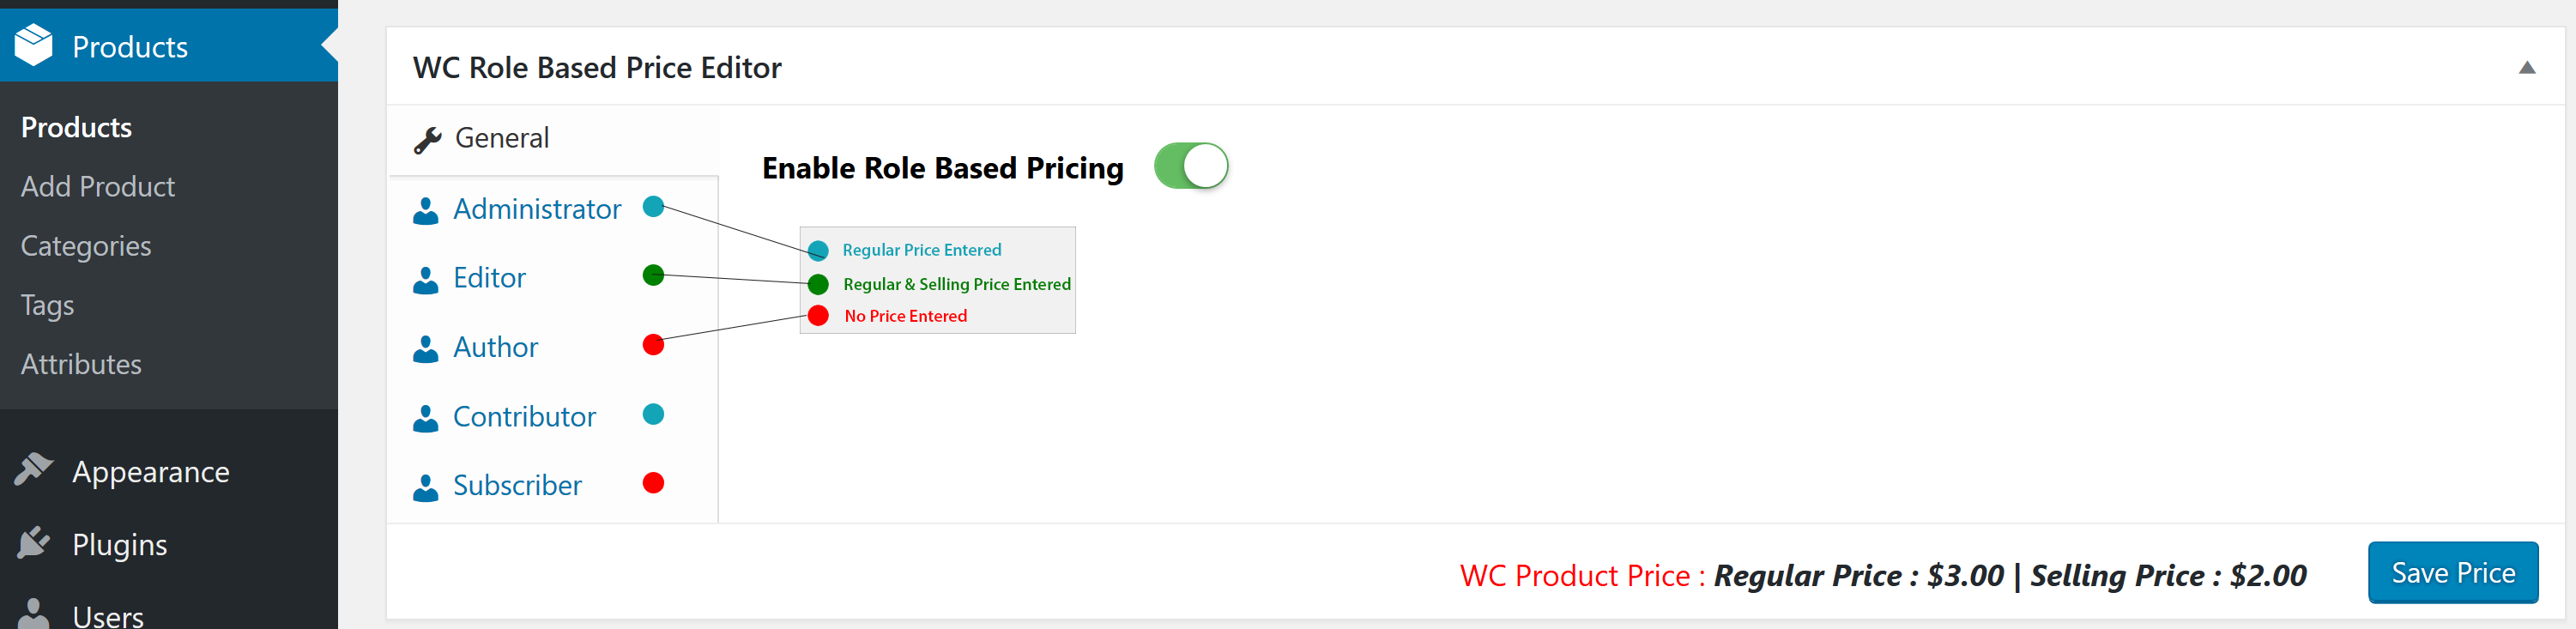 Products
Products
Add Product
Categories
Tags
Attributes
Appearance
Plugins
Users
WC Role Based Price Editor
General
Administrator
Editor
Author
Contributor
Subscriber
Enable Role Based Pricing
Regular Price Entered
Regular & Selling Price Entered
No Price Entered
WC Product Price : Regular Price : $3.00 | Selling Price : $2.00
Save Price